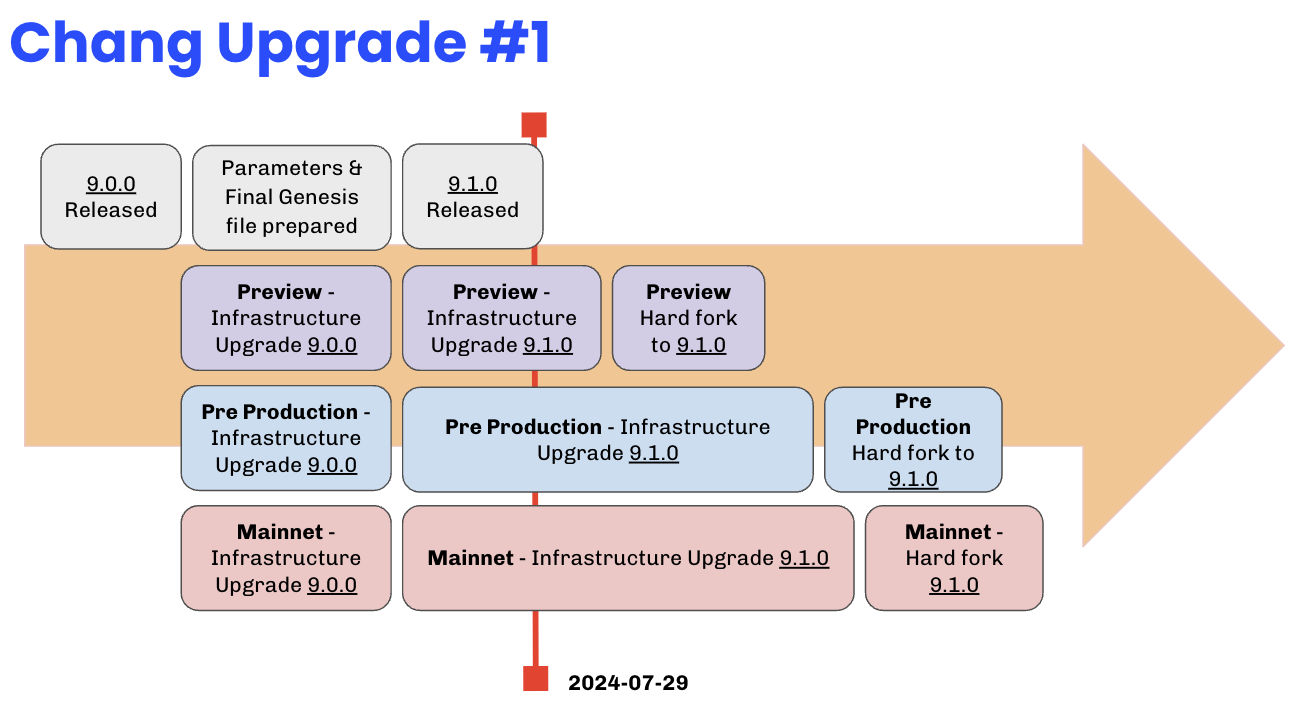 Chang Upgrade #1
9.0.0
Released
Parameters &
Final Genesis
file prepared
9.1.0
Released
Preview -
Infrastructure
Upgrade 9.0.0
Preview -
Infrastructure
Upgrade 9.1.0
Preview
Hard fork
to 9.1.0
Pre Production -
Infrastructure
Upgrade 9.0.0
Pre Production - Infrastructure
Upgrade 9.1.0
Pre
Production
Hard fork to
9.1.0
Mainnet -
Infrastructure
Upgrade 9.0.0
Mainnet - Infrastructure Upgrade 9.1.0
Mainnet -
Hard fork
9.1.0
2024-07-29